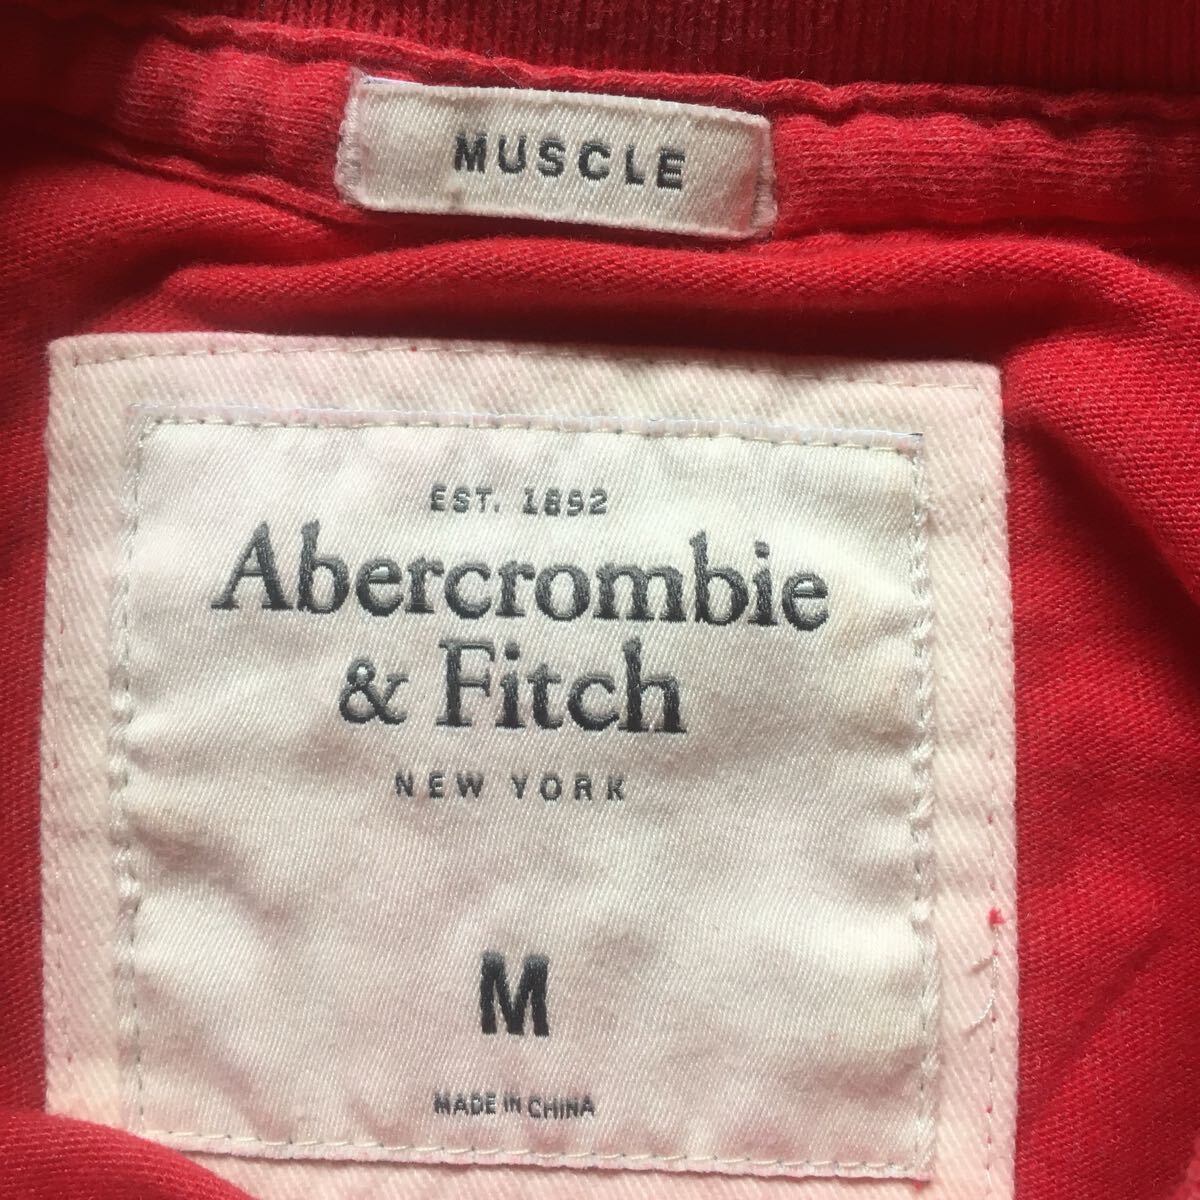 MUSCLE
EST. 1892
Abercrombie
& Fitch
NEW YORK
M
MADE IN CHINA